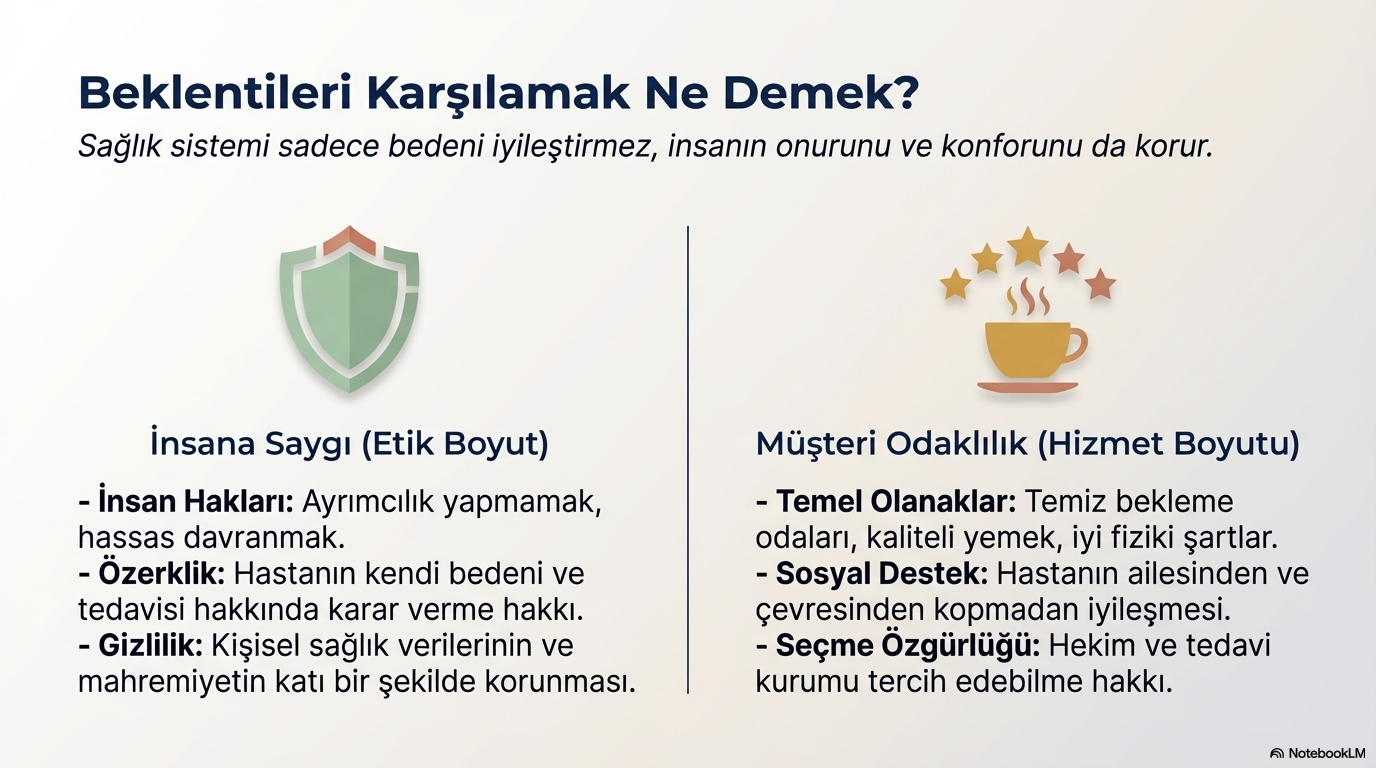 Beklentileri Karşılamak Ne Demek?
Sağlık sistemi sadece bedeni iyileştirmez, insanın onurunu ve konforunu da korur.
İnsana Saygı (Etik Boyut)
- İnsan Hakları: Ayrımcılık yapmamak,
hassas davranmak.
- Özerklik: Hastanın kendi bedeni ve
tedavisi hakkında karar verme hakkı.
- Gizlilik: Kişisel sağlık verilerinin ve
mahremiyetin katı bir şekilde korunması.
Müşteri Odaklılık (Hizmet Boyutu)
- Temel Olanaklar: Temiz bekleme
odaları, kaliteli yemek, iyi fiziki şartlar.
- Sosyal Destek: Hastanın ailesinden ve
çevresinden kopmadan iyileşmesi.
- Seçme Özgürlüğü: Hekim ve tedavi
kurumu tercih edebilme hakkı.
NotebookLM